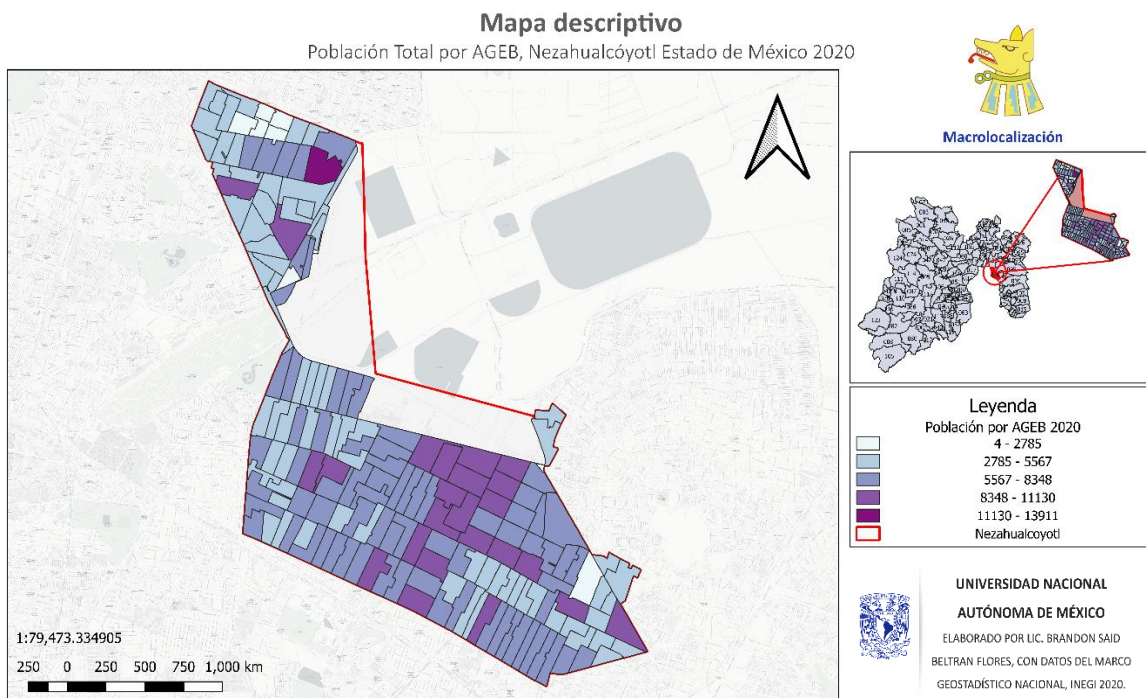 Mapa descriptivo
Población Total por AGEB, Nezahualcóyotl Estado de México 2020
Macrolocalización
Leyenda
Población por AGEB 2020
4 - 2785
2785 - 5567
5567 - 8348
8348 - 11130
11130 - 13911
Nezahualcoyotl
1:79,473.334905
250 0 250 500 750 1,000 km
UNIVERSIDAD NACIONAL
AUTÓNOMA DE MÉXICO
ELABORADO POR LIC. BRANDON SAID
BELTRAN FLORES, CON DATOS DEL MARCO
GEOSTADÍSTICO NACIONAL, INEGI 2020.